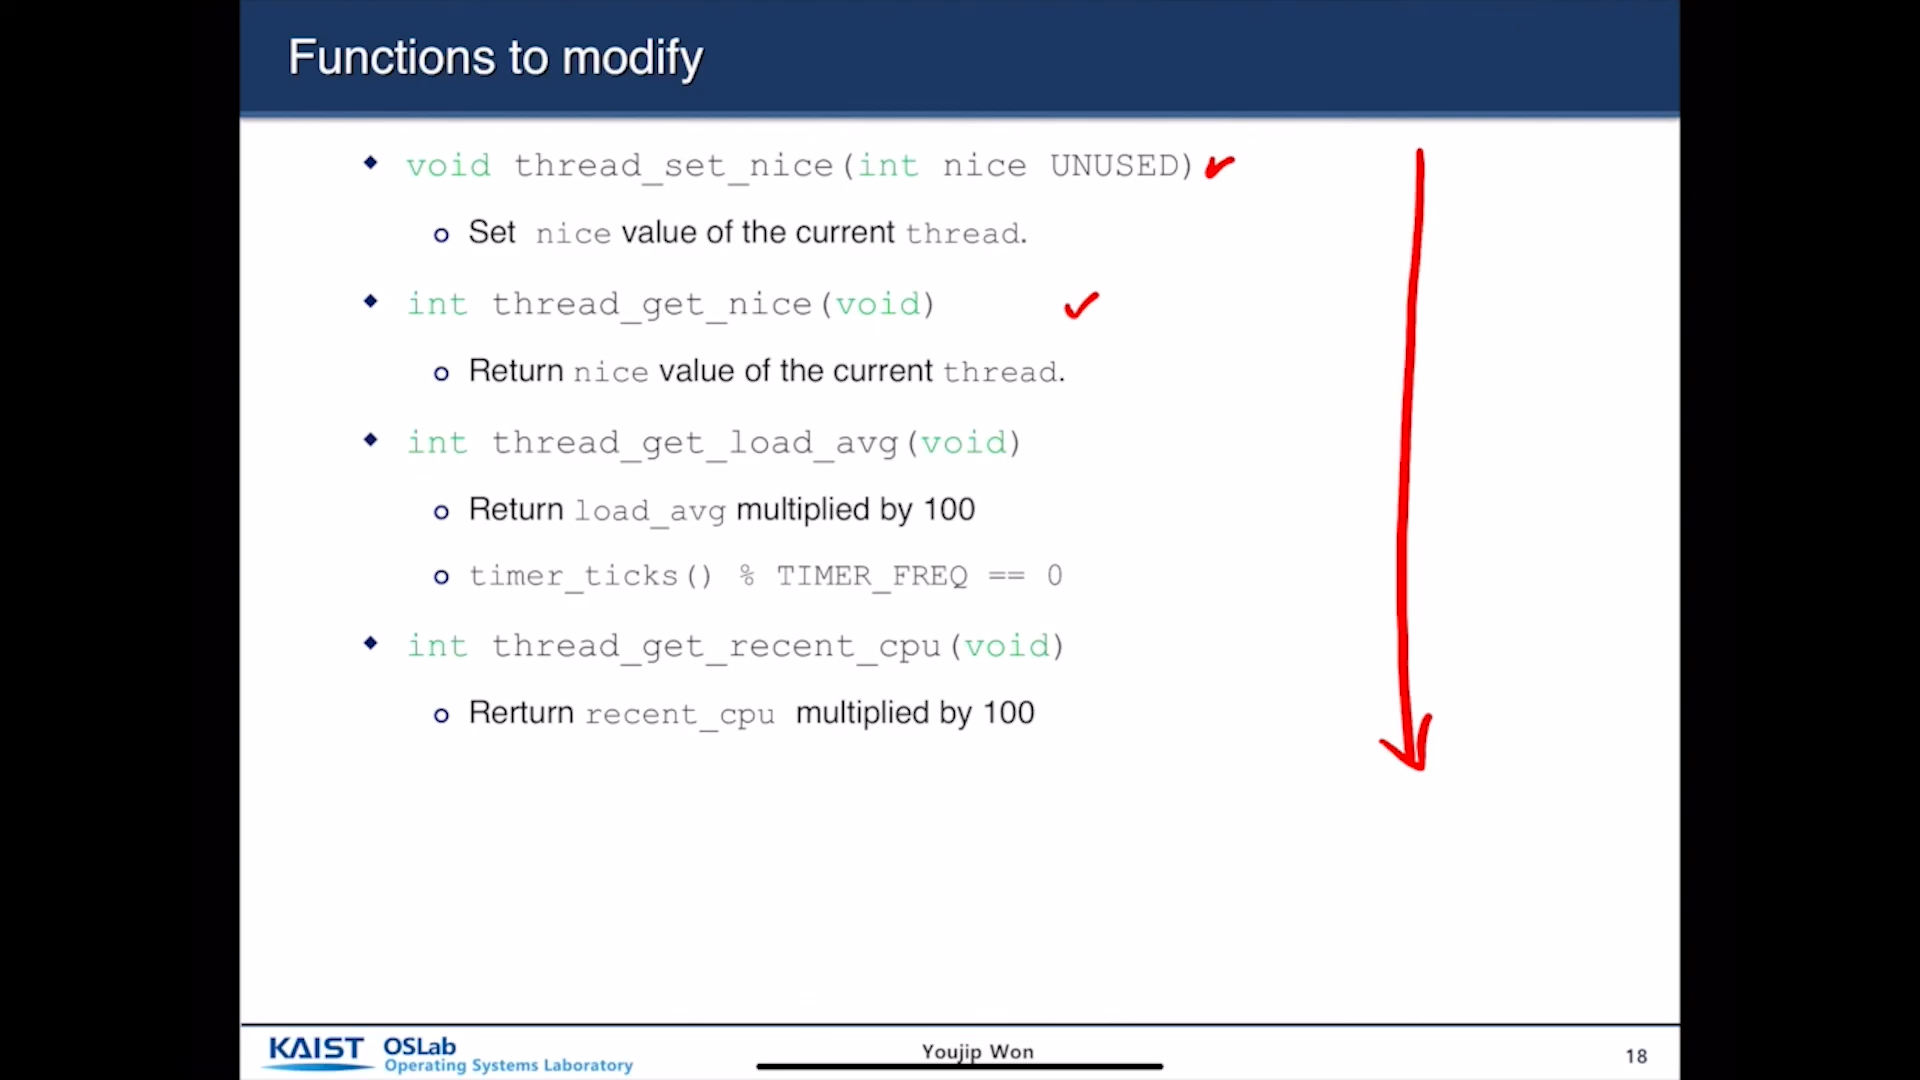 Functions to modify
void thread_set_nice(int nice UNUSED)
Set nice value of the current thread.
int thread_get_nice(void)
Return nice value of the current thread.
int thread_get_load_avg(void)
Return load_avg multiplied by 100
timer_ticks() % TIMER_FREQ == 0
int thread_get_recent_cpu(void)
Rerturn recent_cpu multiplied by 100
KAIST OSLab
Operating Systems Laboratory
Youjip Won
18